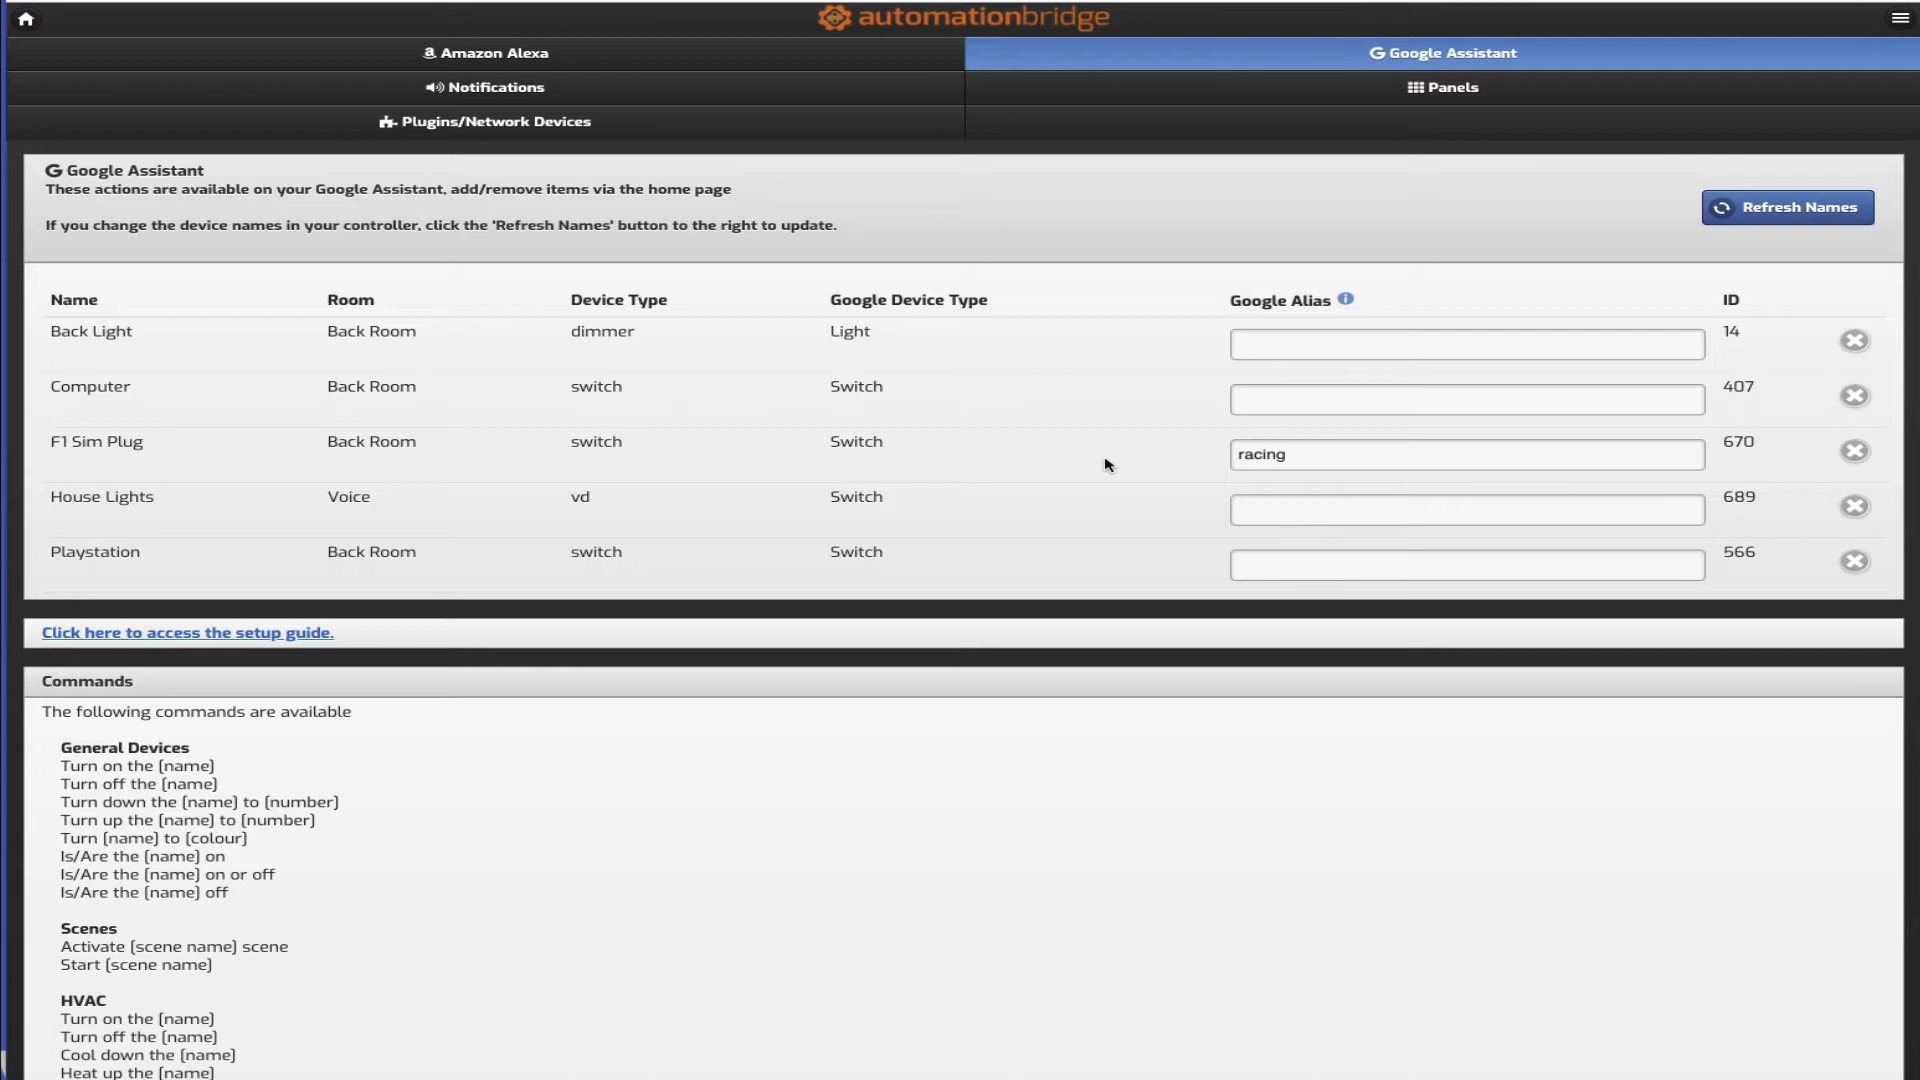 automationbridge
Amazon Alexa
Google Assistant
Notifications
Panels
Plugins/Network Devices
Google Assistant
These actions are available on your Google Assistant, add/remove items via the home page
If you change the device names in your controller, click the 'Refresh Names' button to the right to update.
Refresh Names
Name Room Device Type Google Device Type Google Alias ID
Back Light Back Room dimmer Light 14
Computer Back Room switch Switch 407
F1 Sim Plug Back Room switch Switch racing 670
House Lights Voice vd Switch 689
Playstation Back Room switch Switch 566
Click here to access the setup guide.
Commands
The following commands are available
General Devices
Turn on the [name]
Turn off the [name]
Turn down the [name] to [number]
Turn up the [name] to [number]
Turn [name] to [colour]
Is/Are the [name] on
Is/Are the [name] on or off
Is/Are the [name] off
Scenes
Activate [scene name] scene
Start [scene name]
HVAC
Turn on the [name]
Turn off the [name]
Cool down the [name]
Heat up the [name]